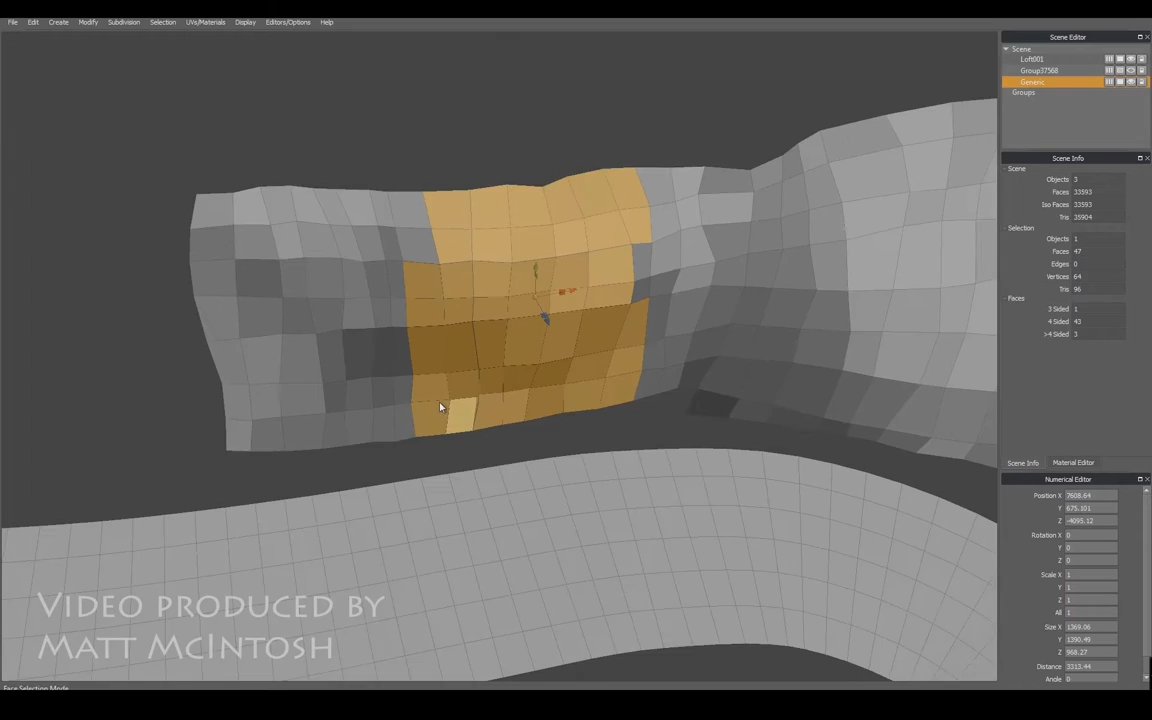 File Edit Create Modify Subdivision Selection UVs/Materials Display Editors/Options Help
Scene Editor
Scene
Loft001
Group37568
Generic
Groups
Scene Info
Scene
Objects 3
Faces 33593
Iso Faces 33593
Tris 35904
Selection
Objects 1
Faces 47
Edges 0
Vertices 64
Tris 96
Faces
3 Sided 1
4 Sided 43
>4 Sided 3
Scene Info Material Editor
Numerical Editor
Position X 7608.64
Y 675.101
Z -4095.12
Rotation X 0
Y 0
Z 0
Scale X 1
Y 1
Z 1
All 1
Size X 1369.06
Y 1390.49
Z 968.27
Distance 3313.44
Angle 0
Video produced by
Matt McIntosh
Face Selection Mode